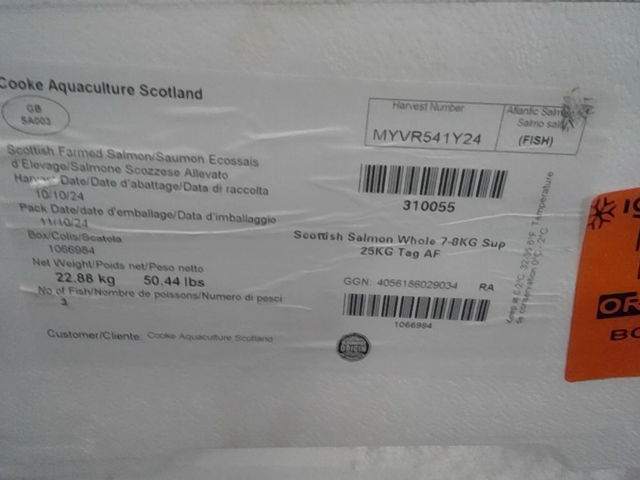 Cooke Aquaculture Scotland
GB
SA003
Harvest Number
MYVR541Y24
Atlantic
Salmo
(FISH)
Scottish Farmed Salmon/Saumon Ecossais
d'Elevage/Salmone Scozzese Allevato
Harvest Date/Date d'abattage/Data di raccolta
10/10/24
Pack Date/date d'emballage/Data d'imballaggio
11/10/24
Box/Colis/Scatola
1066984
Net Weight/Poids net/Peso netto
22.88 kg 50.44 lbs
No of Fish/Nombre de poissons/Numero di pesci
3
Customer/Cliente: Cooke Aquaculture Scotland
310055
Scottish Salmon Whole 7-8KG Sup
25KG Tag AF
GGN: 4056186029034 RA
1066984
ORIGIN
OR